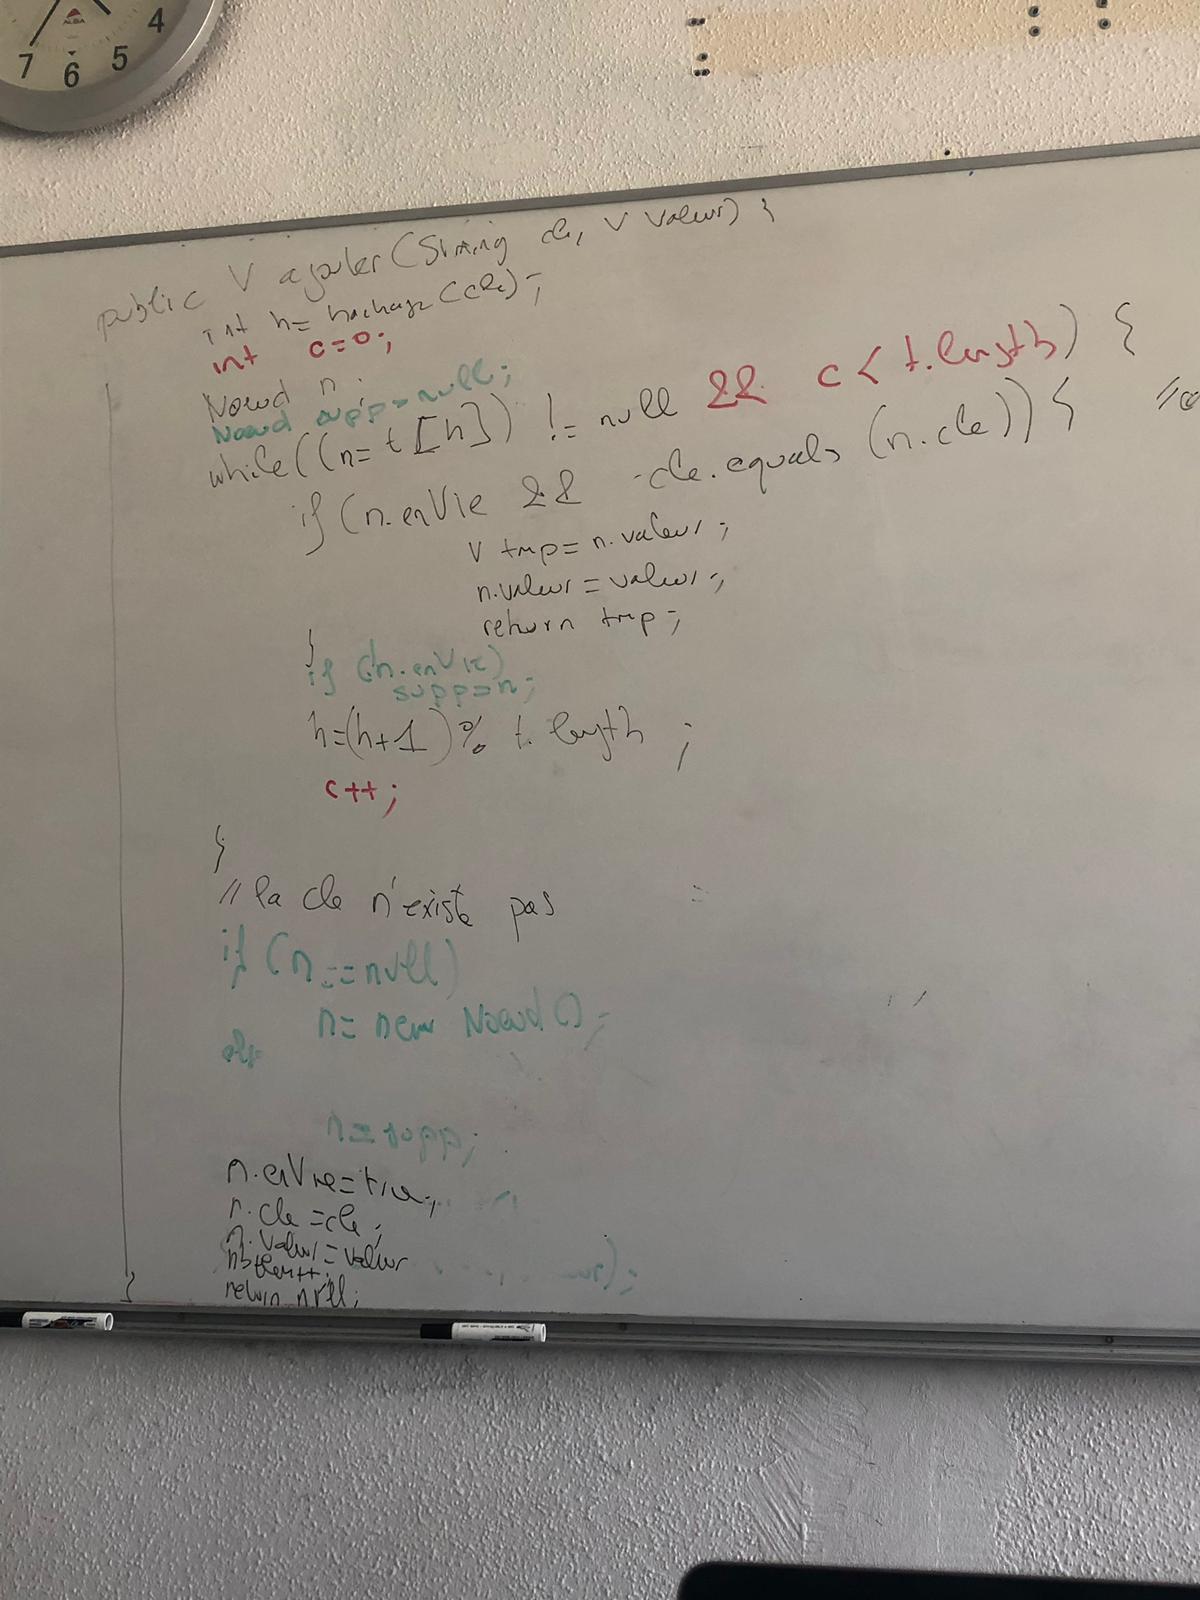 ALBA
4
5
6
7
public V ajouter(String cle, V valeur) {
int h= hachage(cle);
int c=0;
Noeud n;
Noeud supp=null;
while((n= t[h]) != null && c< t.length) {
if (n.enVie && cle.equals (n.cle)) {
//
V tmp= n.valeur;
n.valeur = valeur;
return tmp;
}
if (!n.enVie)
supp=n;
h=(h+1)% t.length ;
c++;
}
// la cle n'existe pas
if (n==null)
n= new Noeud();
else
n=supp;
n.enVie=true;
n.cle =cle;
n.valeur=valeur
return null;
}